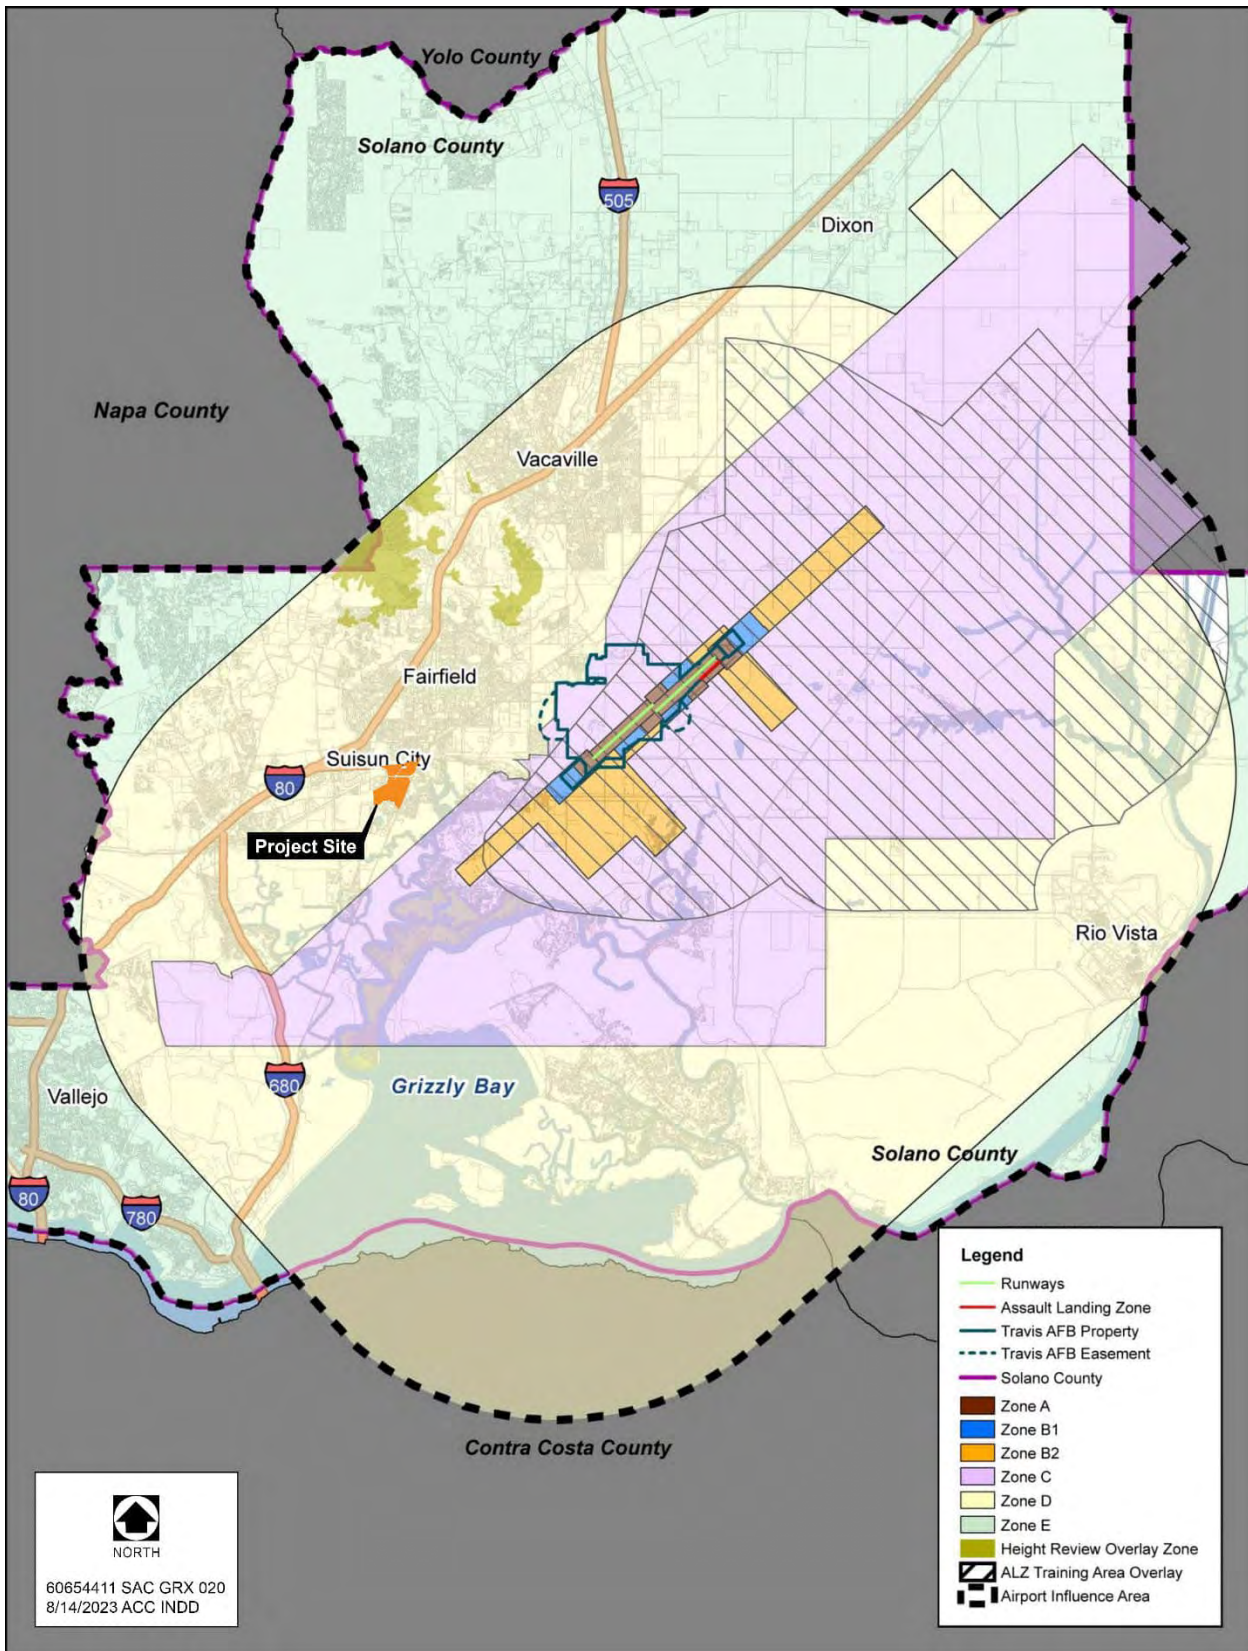 Yolo County
Solano County
505
Dixon
Napa County
Vacaville
Fairfield
Suisun City
80
Project Site
Rio Vista
680
Grizzly Bay
Vallejo
Solano County
80
780
Contra Costa County
Legend
Runways
Assault Landing Zone
Travis AFB Property
Travis AFB Easement
Solano County
Zone A
Zone B1
Zone B2
Zone C
Zone D
Zone E
Height Review Overlay Zone
ALZ Training Area Overlay
Airport Influence Area
NORTH
60654411 SAC GRX 020
8/14/2023 ACC INDD